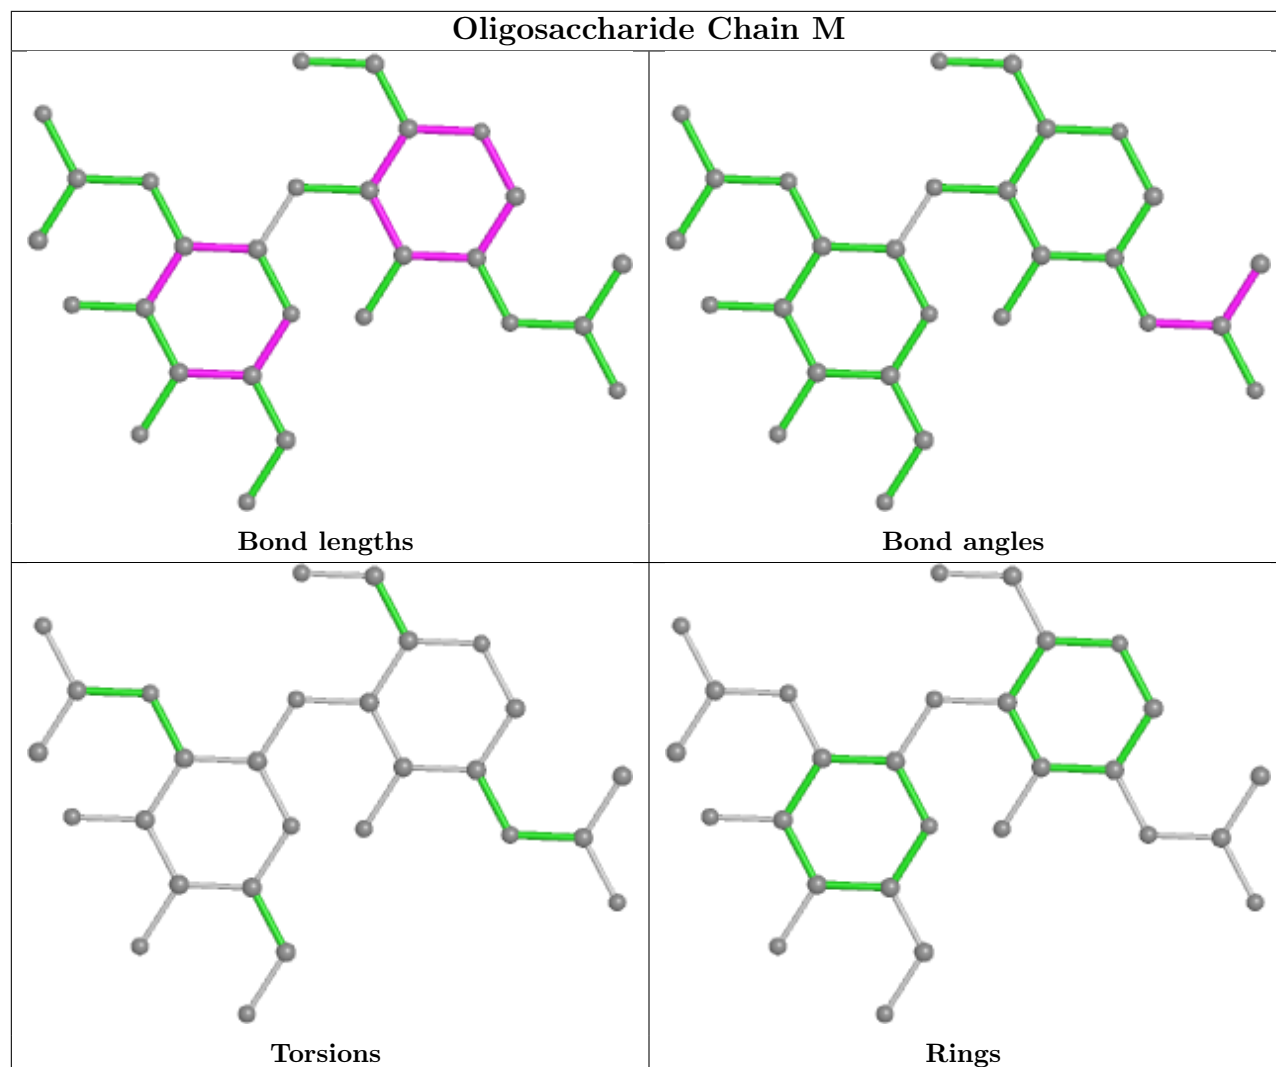 Oligosaccharide Chain M
Bond lengths
Bond angles
Torsions
Rings